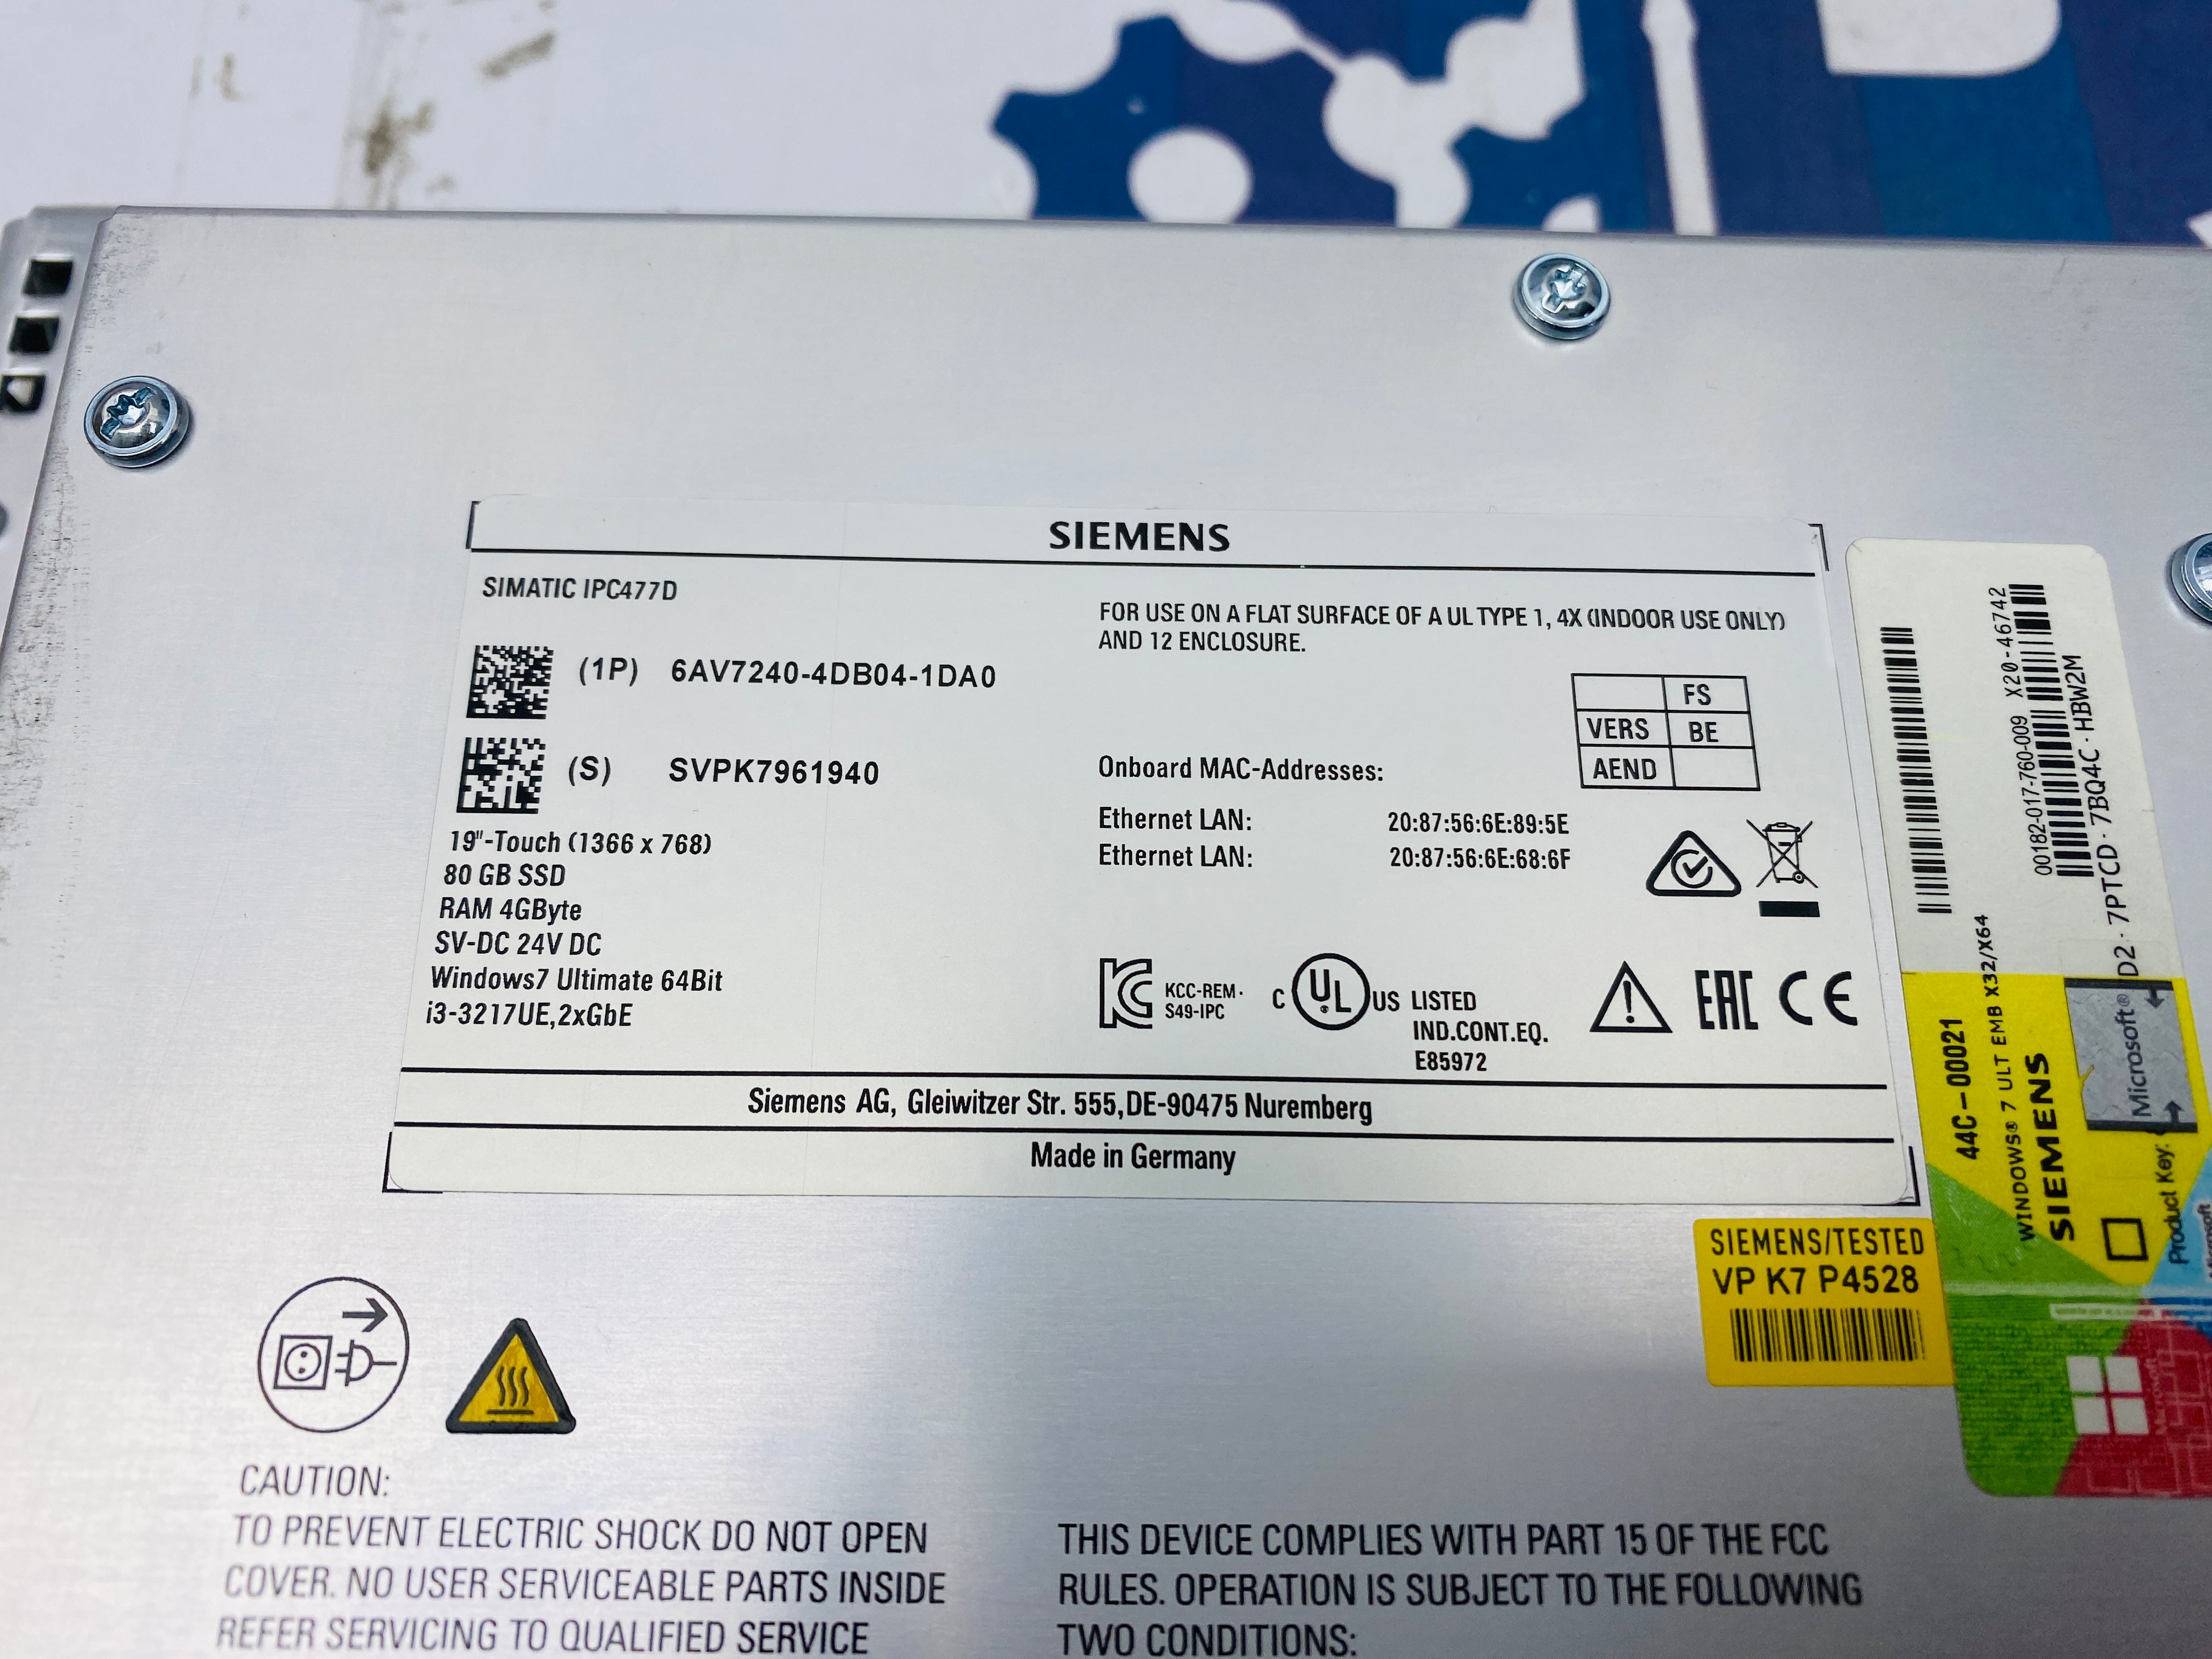 SIEMENS
SIMATIC IPC477D
(1P) 6AV7240-4DB04-1DA0
(S) SVPK7961940
19"-Touch (1366 x 768)
80 GB SSD
RAM 4GByte
SV-DC 24V DC
Windows7 Ultimate 64Bit
i3-3217UE,2xGbE
FOR USE ON A FLAT SURFACE OF A UL TYPE 1, 4X (INDOOR USE ONLY)
AND 12 ENCLOSURE.
FS
VERS BE
AEND
Onboard MAC-Addresses:
Ethernet LAN: 20:87:56:6E:89:5E
Ethernet LAN: 20:87:56:6E:68:6F
KCC-REM-
S49-IPC
C UL US LISTED
IND.CONT.EQ.
E85972
EAC CE
Siemens AG, Gleiwitzer Str. 555, DE-90475 Nuremberg
Made in Germany
00182-017-760-009 X20-46742
D2- 7PTCD- 7BQ4C -HBW2M
44C-00021
WINDOWS® 7 ULT EMB X32/X64
SIEMENS
Microsoft®
Product Key:
Microsoft
SIEMENS/TESTED
VP K7 P4528
CAUTION:
TO PREVENT ELECTRIC SHOCK DO NOT OPEN
COVER. NO USER SERVICEABLE PARTS INSIDE
REFER SERVICING TO QUALIFIED SERVICE
THIS DEVICE COMPLIES WITH PART 15 OF THE FCC
RULES. OPERATION IS SUBJECT TO THE FOLLOWING
TWO CONDITIONS: